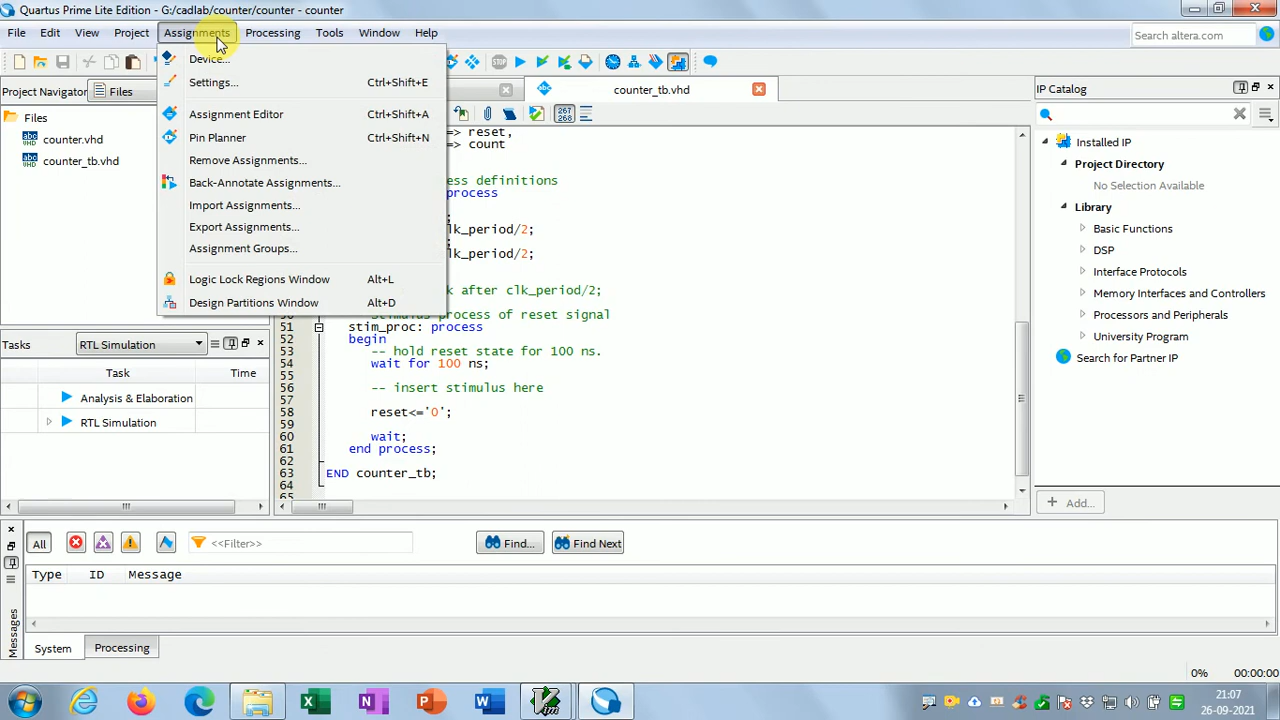 Quartus Prime Lite Edition - G:/cadlab/counter/counter - counter
File Edit View Project Assignments Processing Tools Window Help
Search altera.com
Device...
Settings... Ctrl+Shift+E
Assignment Editor Ctrl+Shift+A
Pin Planner Ctrl+Shift+N
Remove Assignments...
Back-Annotate Assignments...
Import Assignments...
Export Assignments...
Assignment Groups...
Logic Lock Regions Window Alt+L
Design Partitions Window Alt+D
Project Navigator Files
Files
counter.vhd
counter_tb.vhd
counter_tb.vhd
267
268
=> reset,
=> count
ess definitions
process
;
lk_period/2;
;
lk_period/2;
k after clk_period/2;
51 stim_proc: process
52 begin
53 -- hold reset state for 100 ns.
54 wait for 100 ns;
55
56 -- insert stimulus here
57
58 reset<='0';
59
60 wait;
61 end process;
62
63 END counter_tb;
64
65
IP Catalog
Installed IP
Project Directory
No Selection Available
Library
Basic Functions
DSP
Interface Protocols
Memory Interfaces and Controllers
Processors and Peripherals
University Program
Search for Partner IP
+ Add...
Tasks RTL Simulation
Task Time
Analysis & Elaboration
RTL Simulation
All <<Filter>> Find... Find Next
Type ID Message
Messages
System Processing
0% 00:00:00
21:07
26-09-2021